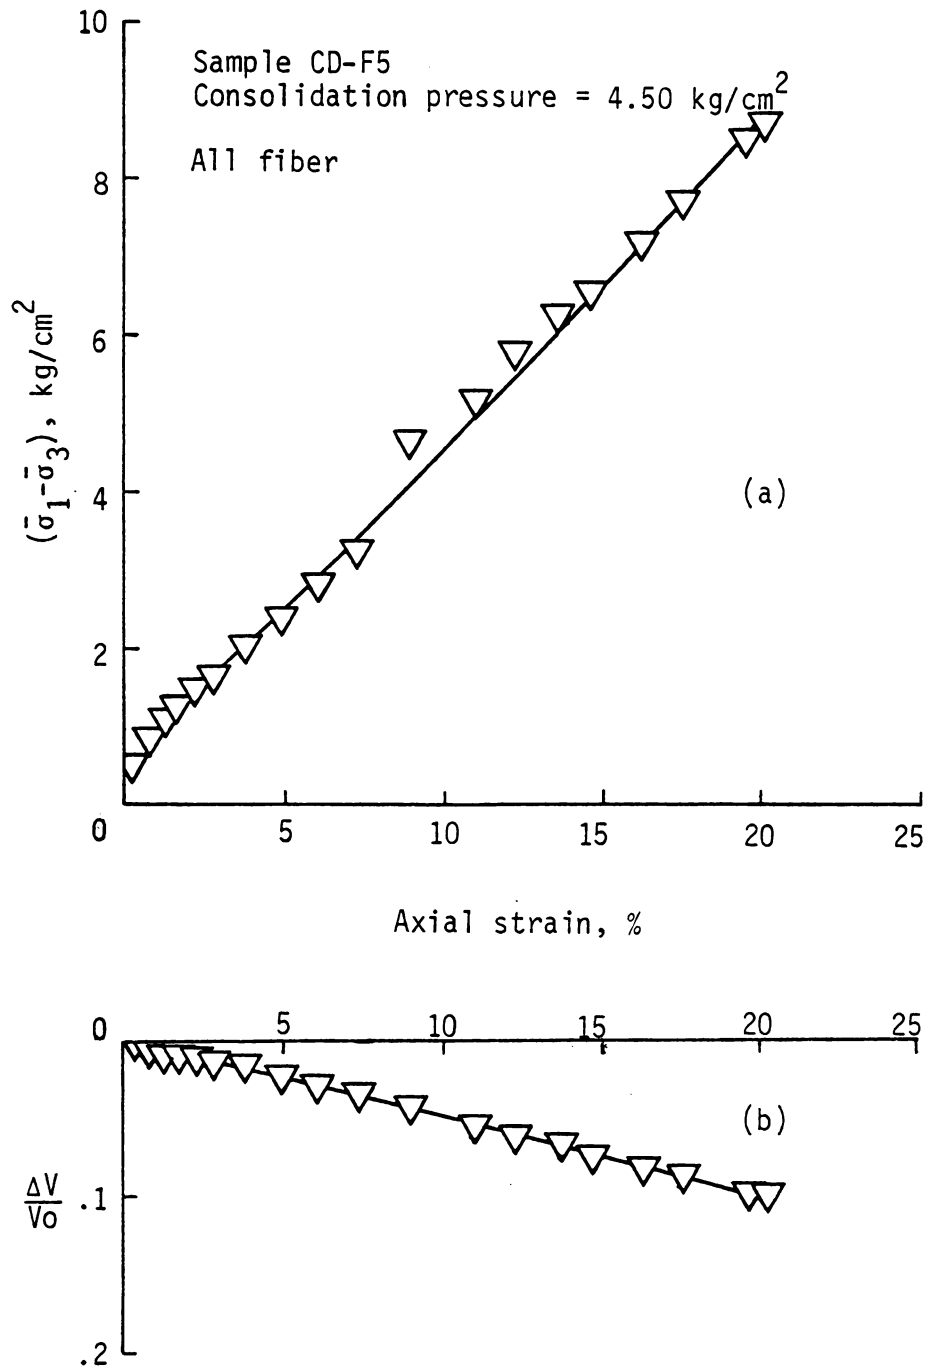 10
Sample CD-F5
Consolidation pressure = 4.50 kg/cm²
All fiber
8
6
(σ̄₁-σ̄₃), kg/cm²
4
(a)
2
0 5 10 15 20 25
Axial strain, %
0 5 10 15 20 25
(b)
ΔV
Vo
.1
.2